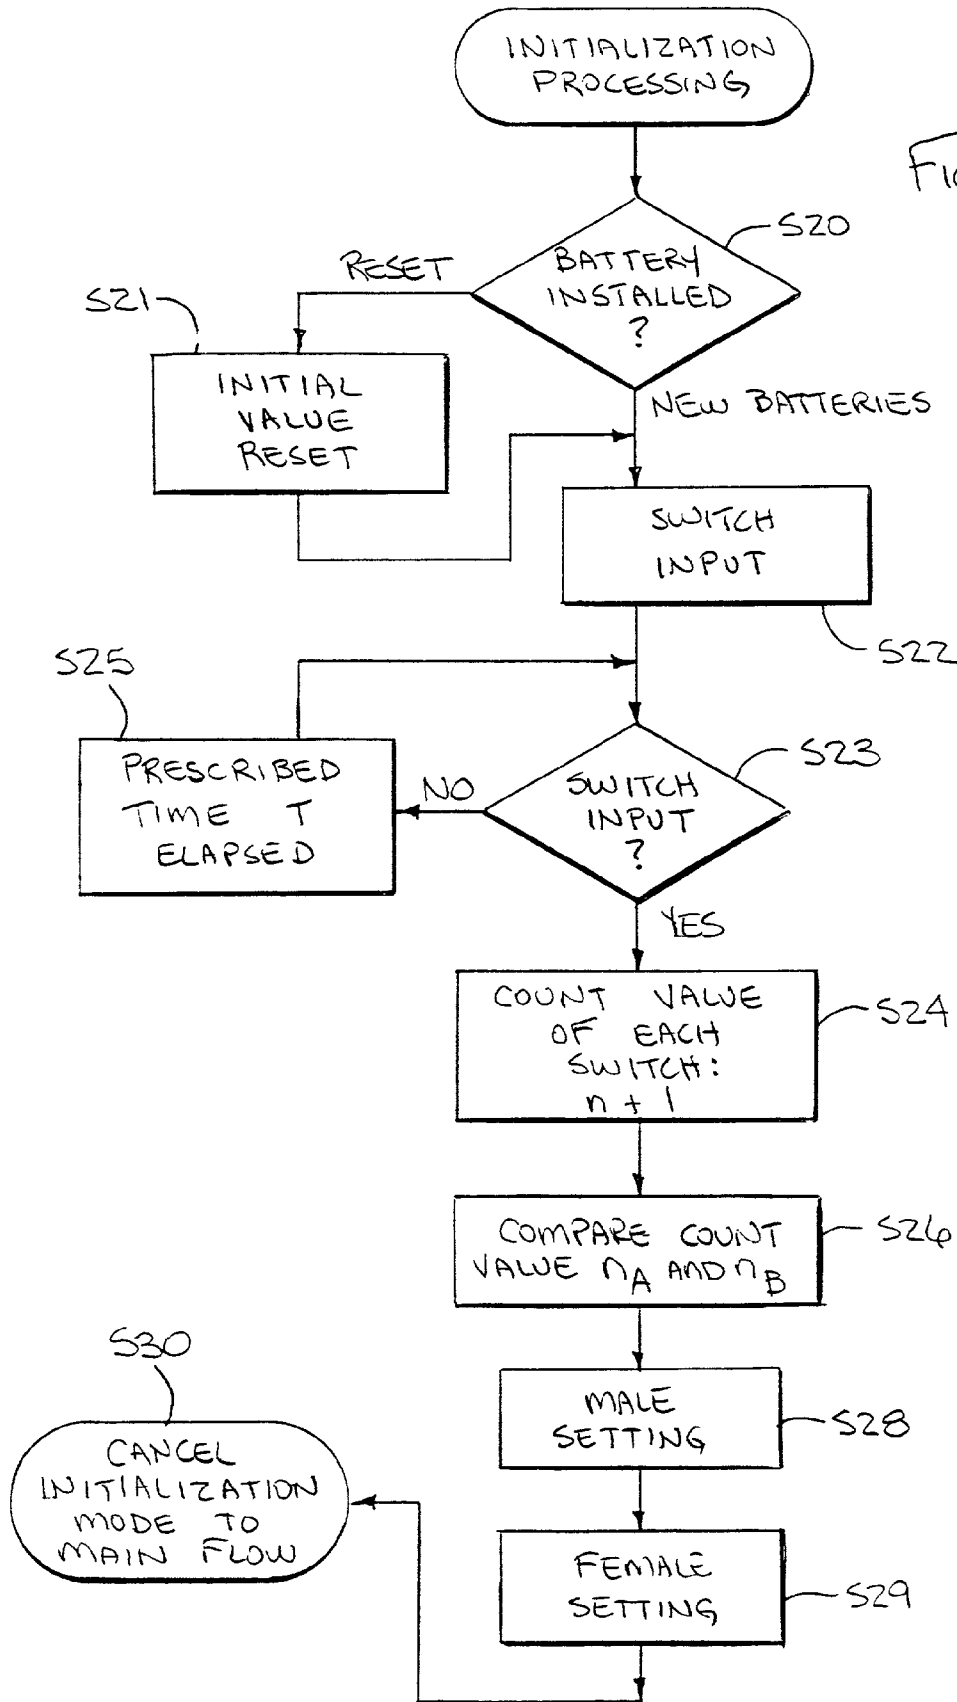 INITIALIZATION
PROCESSING
FIG
S20
BATTERY
INSTALLED
?
RESET
S21
INITIAL
VALUE
RESET
NEW BATTERIES
SWITCH
INPUT
S22
S25
PRESCRIBED
TIME T
ELAPSED
NO
S23
SWITCH
INPUT
?
YES
COUNT VALUE
OF EACH
SWITCH:
n + 1
S24
COMPARE COUNT
VALUE nA AND nB
S26
S30
CANCEL
INITIALIZATION
MODE TO
MAIN FLOW
MALE
SETTING
S28
FEMALE
SETTING
S29